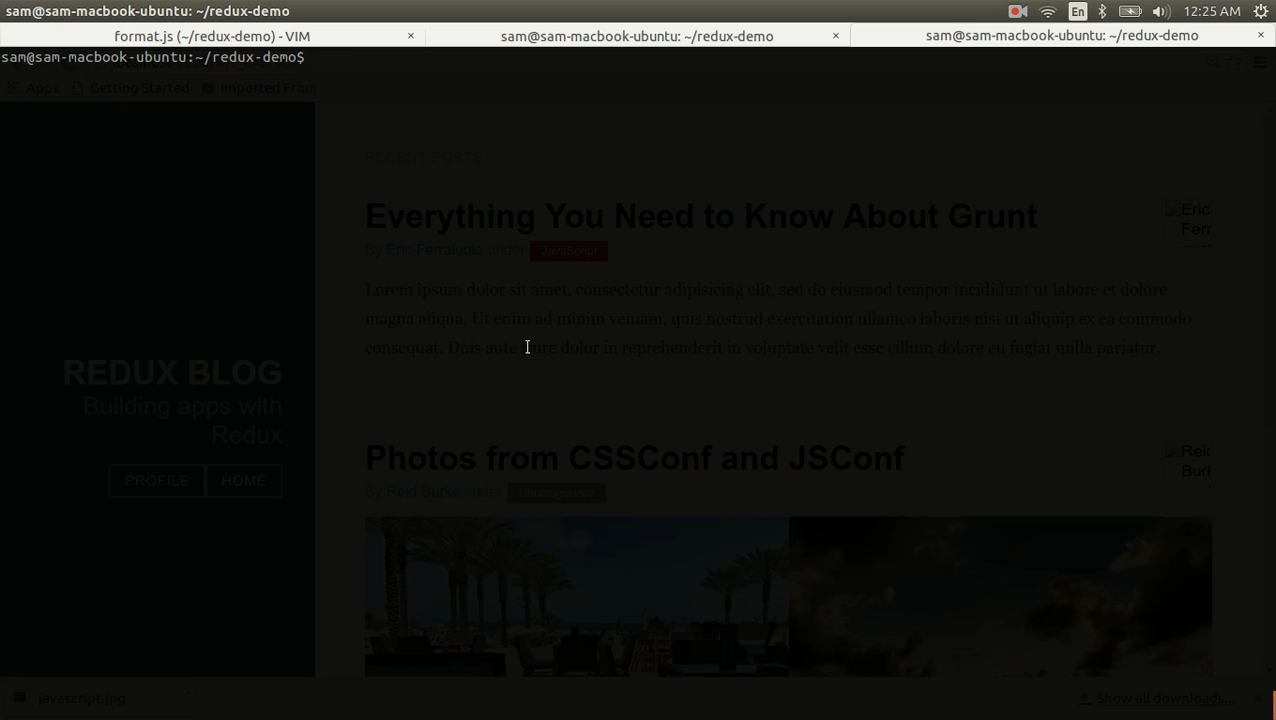 sam@sam-macbook-ubuntu: ~/redux-demo
En
12:25 AM
format.js (~/redux-demo) - VIM ×
sam@sam-macbook-ubuntu: ~/redux-demo ×
sam@sam-macbook-ubuntu: ~/redux-demo ×
sam@sam-macbook-ubuntu:~/redux-demo$
Apps Getting Started Imported From
RECENT POSTS
Everything You Need to Know About Grunt
By Eric Ferraiuolo under JavaScript
Eric
Ferr
Lorem ipsum dolor sit amet, consectetur adipisicing elit, sed do eiusmod tempor incididunt ut labore et dolore
magna aliqua. Ut enim ad minim veniam, quis nostrud exercitation ullamco laboris nisi ut aliquip ex ea commodo
consequat. Duis aute irure dolor in reprehenderit in voluptate velit esse cillum dolore eu fugiat nulla pariatur.
REDUX BLOG
Building apps with
Redux
PROFILE HOME
Photos from CSSConf and JSConf
By Reid Burke under Uncategorized
Reid
Burk
javascript.jpg
Show all downloads...